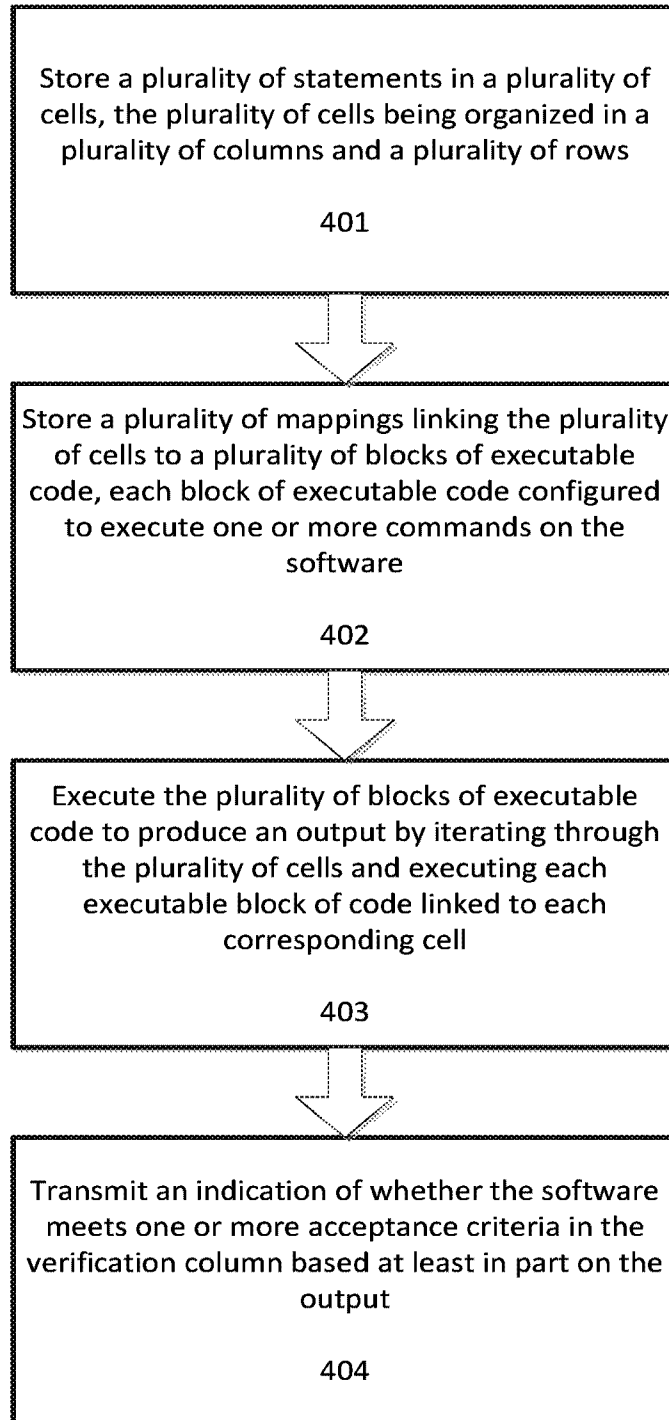 Store a plurality of statements in a plurality of
cells, the plurality of cells being organized in a
plurality of columns and a plurality of rows
401
Store a plurality of mappings linking the plurality
of cells to a plurality of blocks of executable
code, each block of executable code configured
to execute one or more commands on the
software
402
Execute the plurality of blocks of executable
code to produce an output by iterating through
the plurality of cells and executing each
executable block of code linked to each
corresponding cell
403
Transmit an indication of whether the software
meets one or more acceptance criteria in the
verification column based at least in part on the
output
404